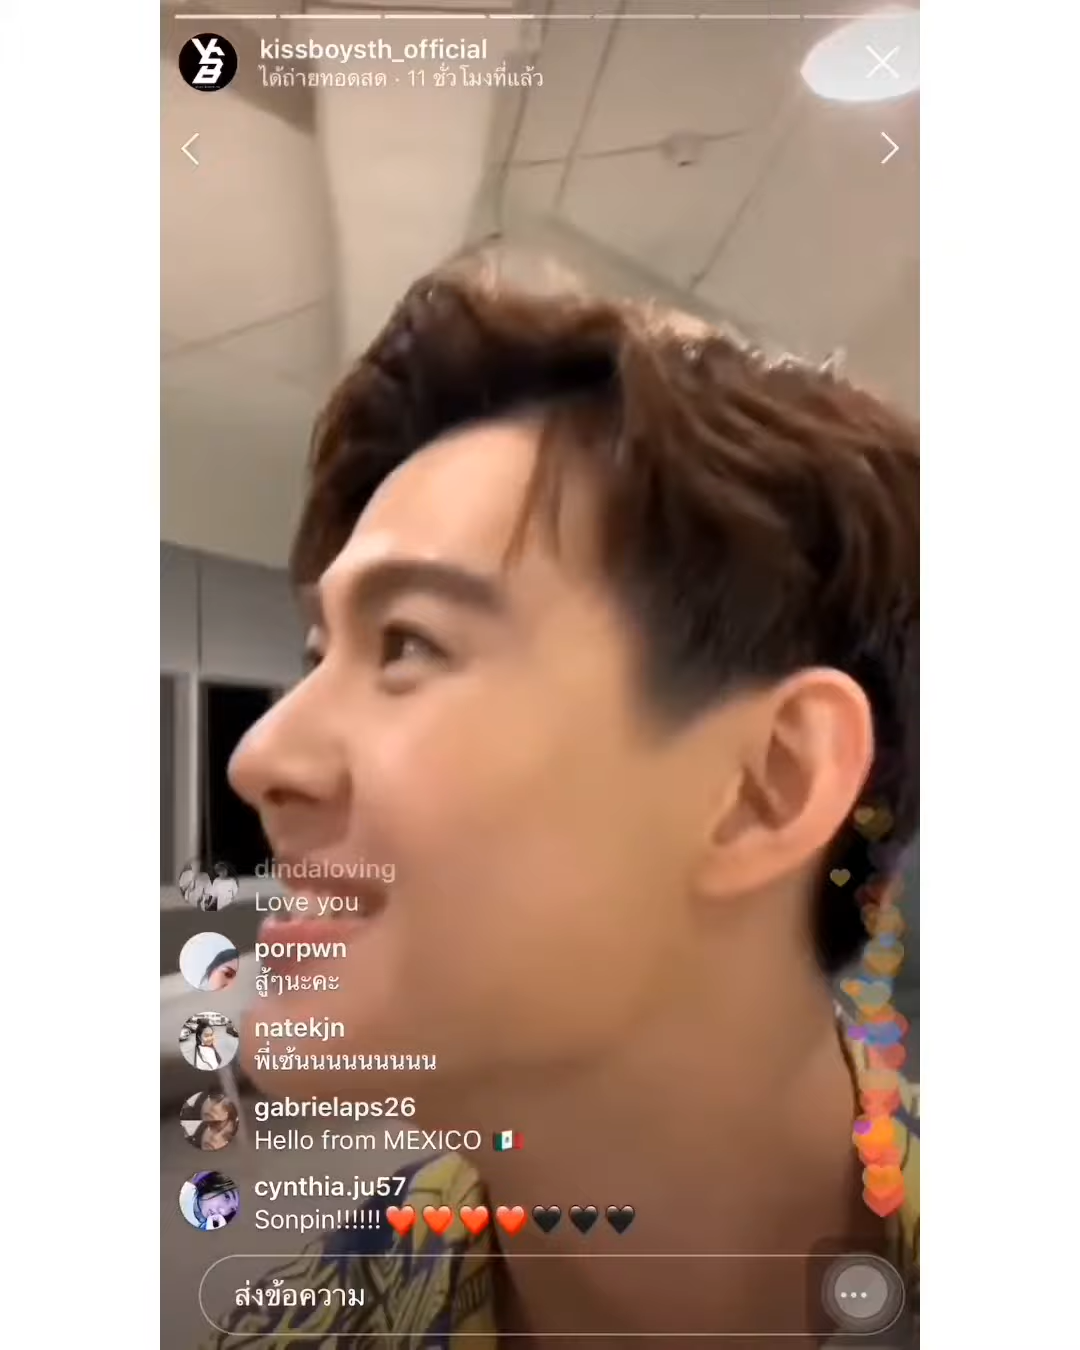 kissboysth_official
ได้ถ่ายทอดสด · 11 ชั่วโมงที่แล้ว
dindaloving
Love you
porpwn
สู้ๆนะคะ
natekjn
พี่เซ้นนนนนนนนน
gabrielaps26
Hello from MEXICO 🇲🇽
cynthia.ju57
Sonpin!!!!!!❤️❤️❤️❤️🖤🖤🖤
ส่งข้อความ